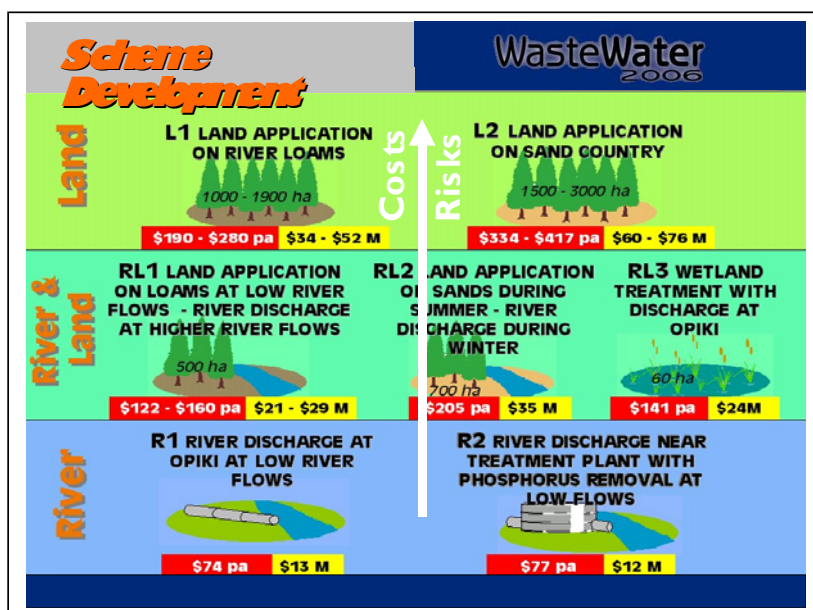 Scheme
Development
WasteWater
2006
Land
L1 LAND APPLICATION
ON RIVER LOAMS
1000 - 1900 ha
$190 - $280 pa $34 - $52 M
Costs
Risks
L2 LAND APPLICATION
ON SAND COUNTRY
1500 - 3000 ha
$334 - $417 pa $60 - $76 M
River &
Land
RL1 LAND APPLICATION
ON LOAMS AT LOW RIVER
FLOWS - RIVER DISCHARGE
AT HIGHER RIVER FLOWS
500 ha
$122 - $160 pa $21 - $29 M
RL2 LAND APPLICATION
ON SANDS DURING
SUMMER - RIVER
DISCHARGE DURING
WINTER
700 ha
$205 pa $35 M
RL3 WETLAND
TREATMENT WITH
DISCHARGE AT
OPIKI
60 ha
$141 pa $24M
River
R1 RIVER DISCHARGE AT
OPIKI AT LOW RIVER
FLOWS
$74 pa $13 M
R2 RIVER DISCHARGE NEAR
TREATMENT PLANT WITH
PHOSPHORUS REMOVAL AT
LOW FLOWS
$77 pa $12 M